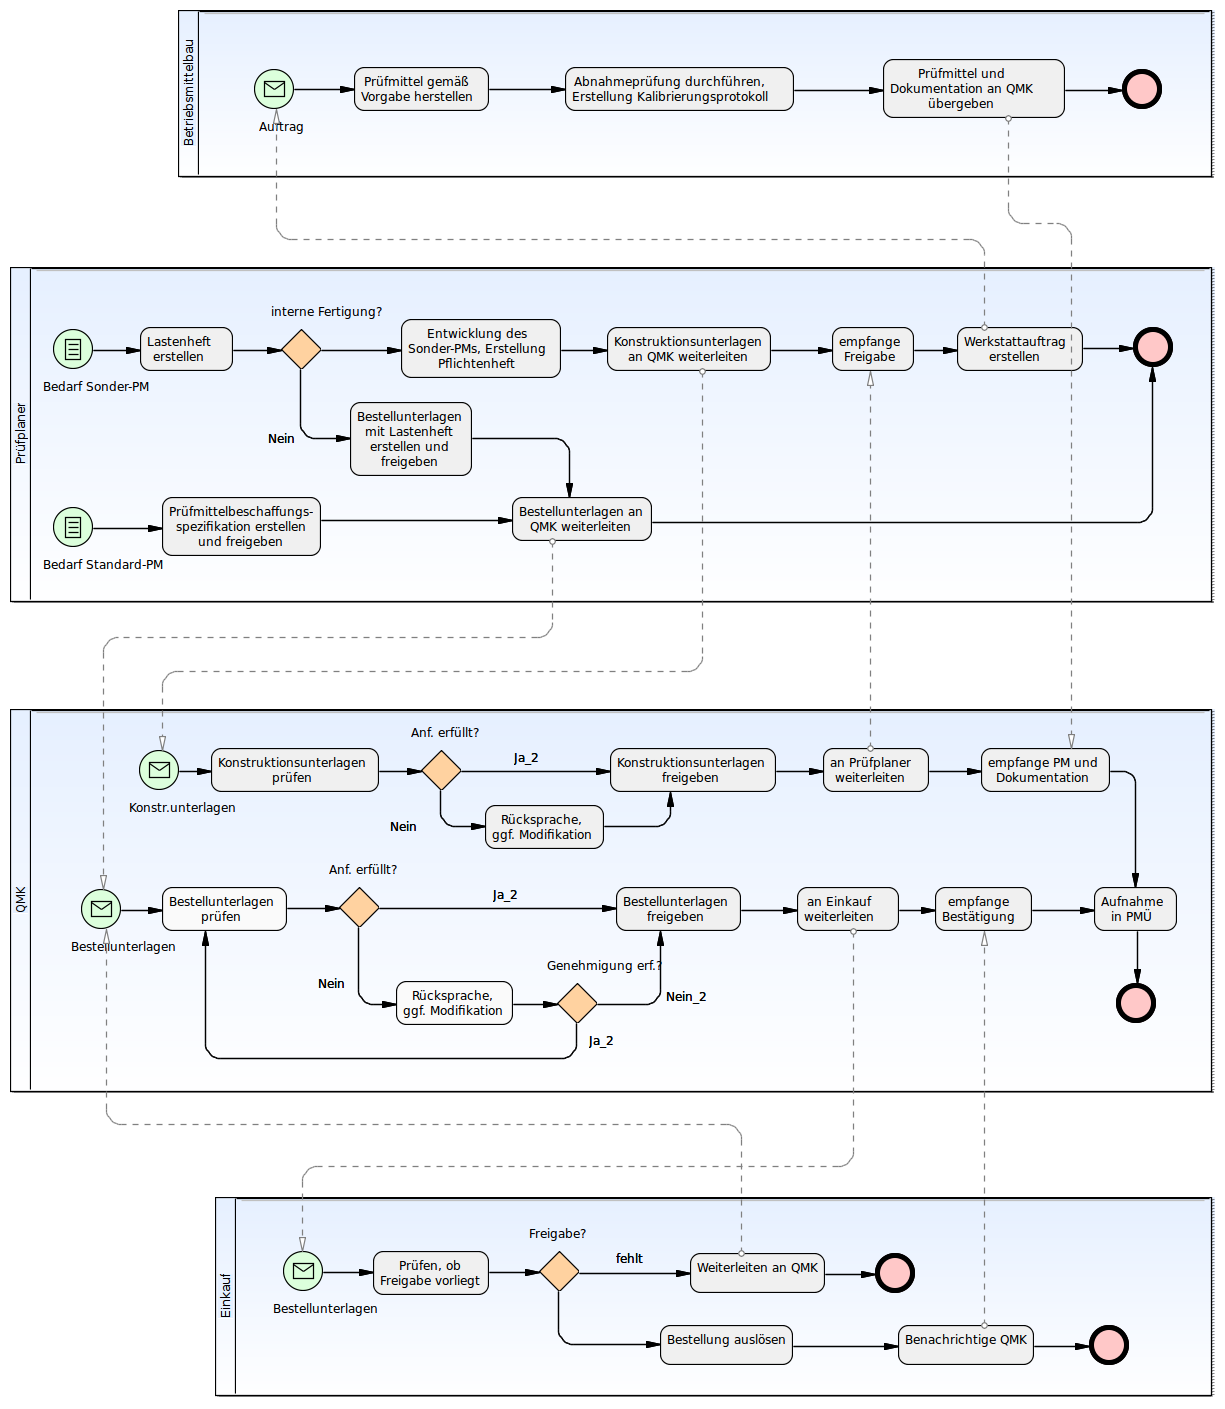 Betriebsmittelbau
Prüfmittel gemäß
Vorgabe herstellen
Abnahmeprüfung durchführen,
Erstellung Kalibrierungsprotokoll
Prüfmittel und
Dokumentation an QMK
übergeben
Auftrag
Prüfplaner
interne Fertigung?
Lastenheft
erstellen
Entwicklung des
Sonder-PMs, Erstellung
Pflichtenheft
Konstruktionsunterlagen
an QMK weiterleiten
empfange
Freigabe
Werkstattauftrag
erstellen
Bedarf Sonder-PM
Nein
Bestellunterlagen
mit Lastenheft
erstellen und
freigeben
Prüfmittelbeschaffungs-
spezifikation erstellen
und freigeben
Bestellunterlagen an
QMK weiterleiten
Bedarf Standard-PM
QMK
Anf. erfüllt?
Ja_2
Konstruktionsunterlagen
prüfen
Konstruktionsunterlagen
freigeben
an Prüfplaner
weiterleiten
empfange PM und
Dokumentation
Konstr.unterlagen
Nein
Rücksprache,
ggf. Modifikation
Anf. erfüllt?
Ja_2
Bestellunterlagen
prüfen
Bestellunterlagen
freigeben
an Einkauf
weiterleiten
empfange
Bestätigung
Aufnahme
in PMÜ
Bestellunterlagen
Genehmigung erf.?
Nein
Rücksprache,
ggf. Modifikation
Nein_2
Ja_2
Einkauf
Freigabe?
fehlt
Prüfen, ob
Freigabe vorliegt
Weiterleiten an QMK
Bestellunterlagen
Bestellung auslösen
Benachrichtige QMK